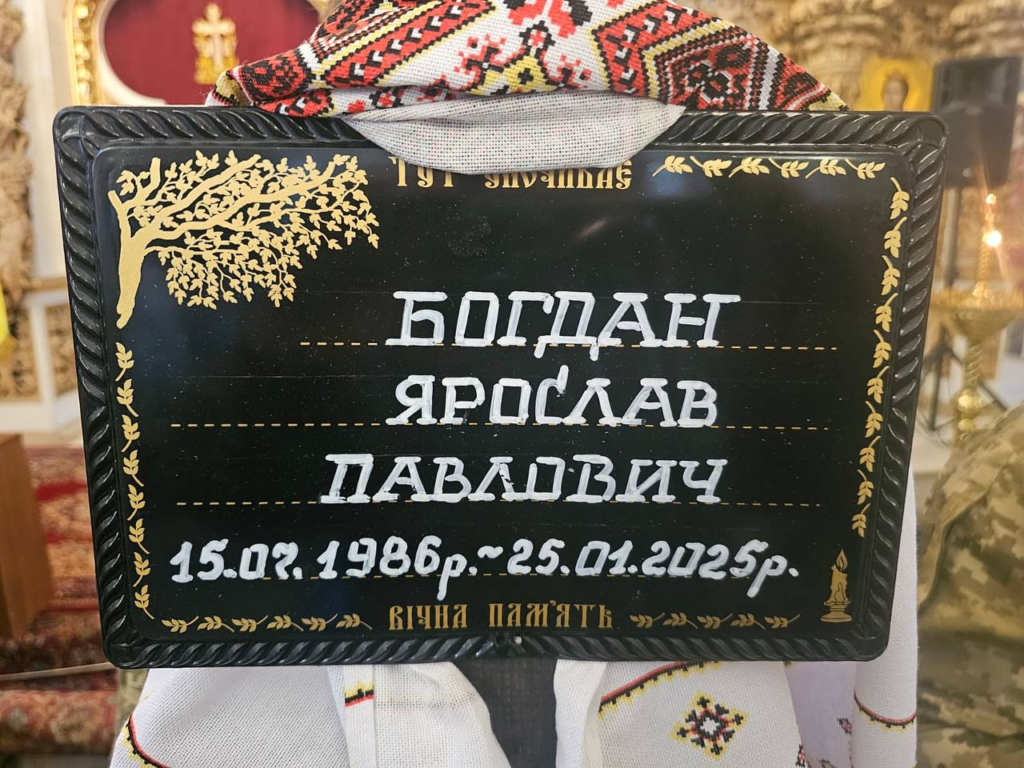 ТУТ СПОЧИВАЄ
БОГДАН
ЯРОСЛАВ
ПАВЛОВИЧ
15.07.1986р.~25.01.2025р.
ВІЧНА ПАМ'ЯТЬ